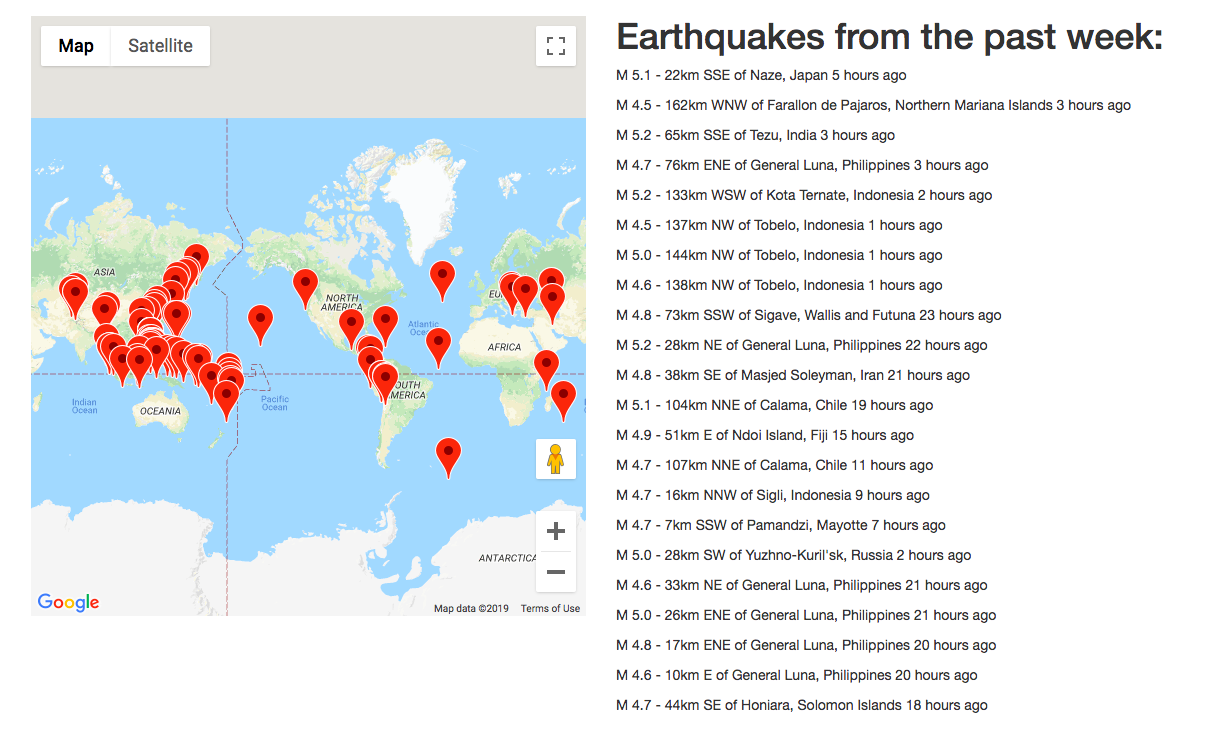 Map Satellite
ASIA
NORTH
AMERICA
Atlantic
AFRICA
Indian
Ocean
OCEANIA
Pacific
Ocean
ANTARCTICA
Google
Map data ©2019 Terms of Use
Earthquakes from the past week:
M 5.1 - 22km SSE of Naze, Japan 5 hours ago
M 4.5 - 162km WNW of Farallon de Pajaros, Northern Mariana Islands 3 hours ago
M 5.2 - 65km SSE of Tezu, India 3 hours ago
M 4.7 - 76km ENE of General Luna, Philippines 3 hours ago
M 5.2 - 133km WSW of Kota Ternate, Indonesia 2 hours ago
M 4.5 - 137km NW of Tobelo, Indonesia 1 hours ago
M 5.0 - 144km NW of Tobelo, Indonesia 1 hours ago
M 4.6 - 138km NW of Tobelo, Indonesia 1 hours ago
M 4.8 - 73km SSW of Sigave, Wallis and Futuna 23 hours ago
M 5.2 - 28km NE of General Luna, Philippines 22 hours ago
M 4.8 - 38km SE of Masjed Soleyman, Iran 21 hours ago
M 5.1 - 104km NNE of Calama, Chile 19 hours ago
M 4.9 - 51km E of Ndoi Island, Fiji 15 hours ago
M 4.7 - 107km NNE of Calama, Chile 11 hours ago
M 4.7 - 16km NNW of Sigli, Indonesia 9 hours ago
M 4.7 - 7km SSW of Pamandzi, Mayotte 7 hours ago
M 5.0 - 28km SW of Yuzhno-Kuril'sk, Russia 2 hours ago
M 4.6 - 33km NE of General Luna, Philippines 21 hours ago
M 5.0 - 26km ENE of General Luna, Philippines 21 hours ago
M 4.8 - 17km ENE of General Luna, Philippines 20 hours ago
M 4.6 - 10km E of General Luna, Philippines 20 hours ago
M 4.7 - 44km SE of Honiara, Solomon Islands 18 hours ago